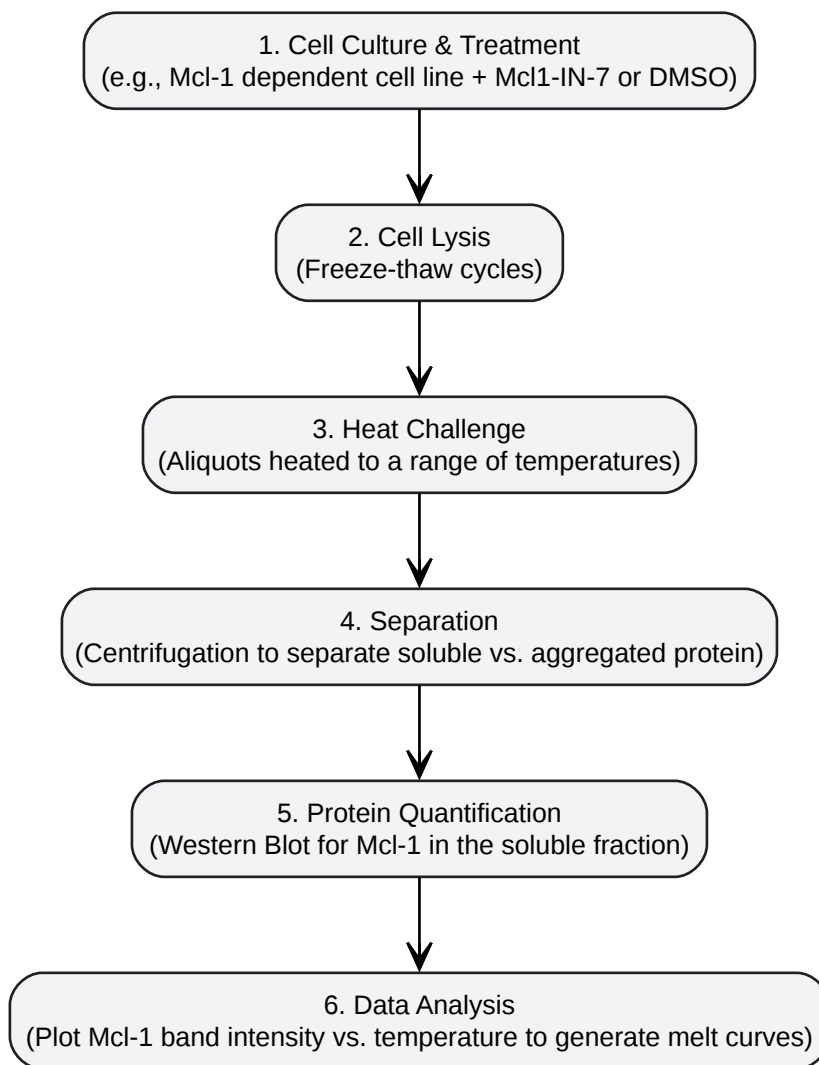 1. Cell Culture & Treatment
(e.g., Mcl-1 dependent cell line + Mcl1-IN-7 or DMSO)
2. Cell Lysis
(Freeze-thaw cycles)
3. Heat Challenge
(Aliquots heated to a range of temperatures)
4. Separation
(Centrifugation to separate soluble vs. aggregated protein)
5. Protein Quantification
(Western Blot for Mcl-1 in the soluble fraction)
6. Data Analysis
(Plot Mcl-1 band intensity vs. temperature to generate melt curves)